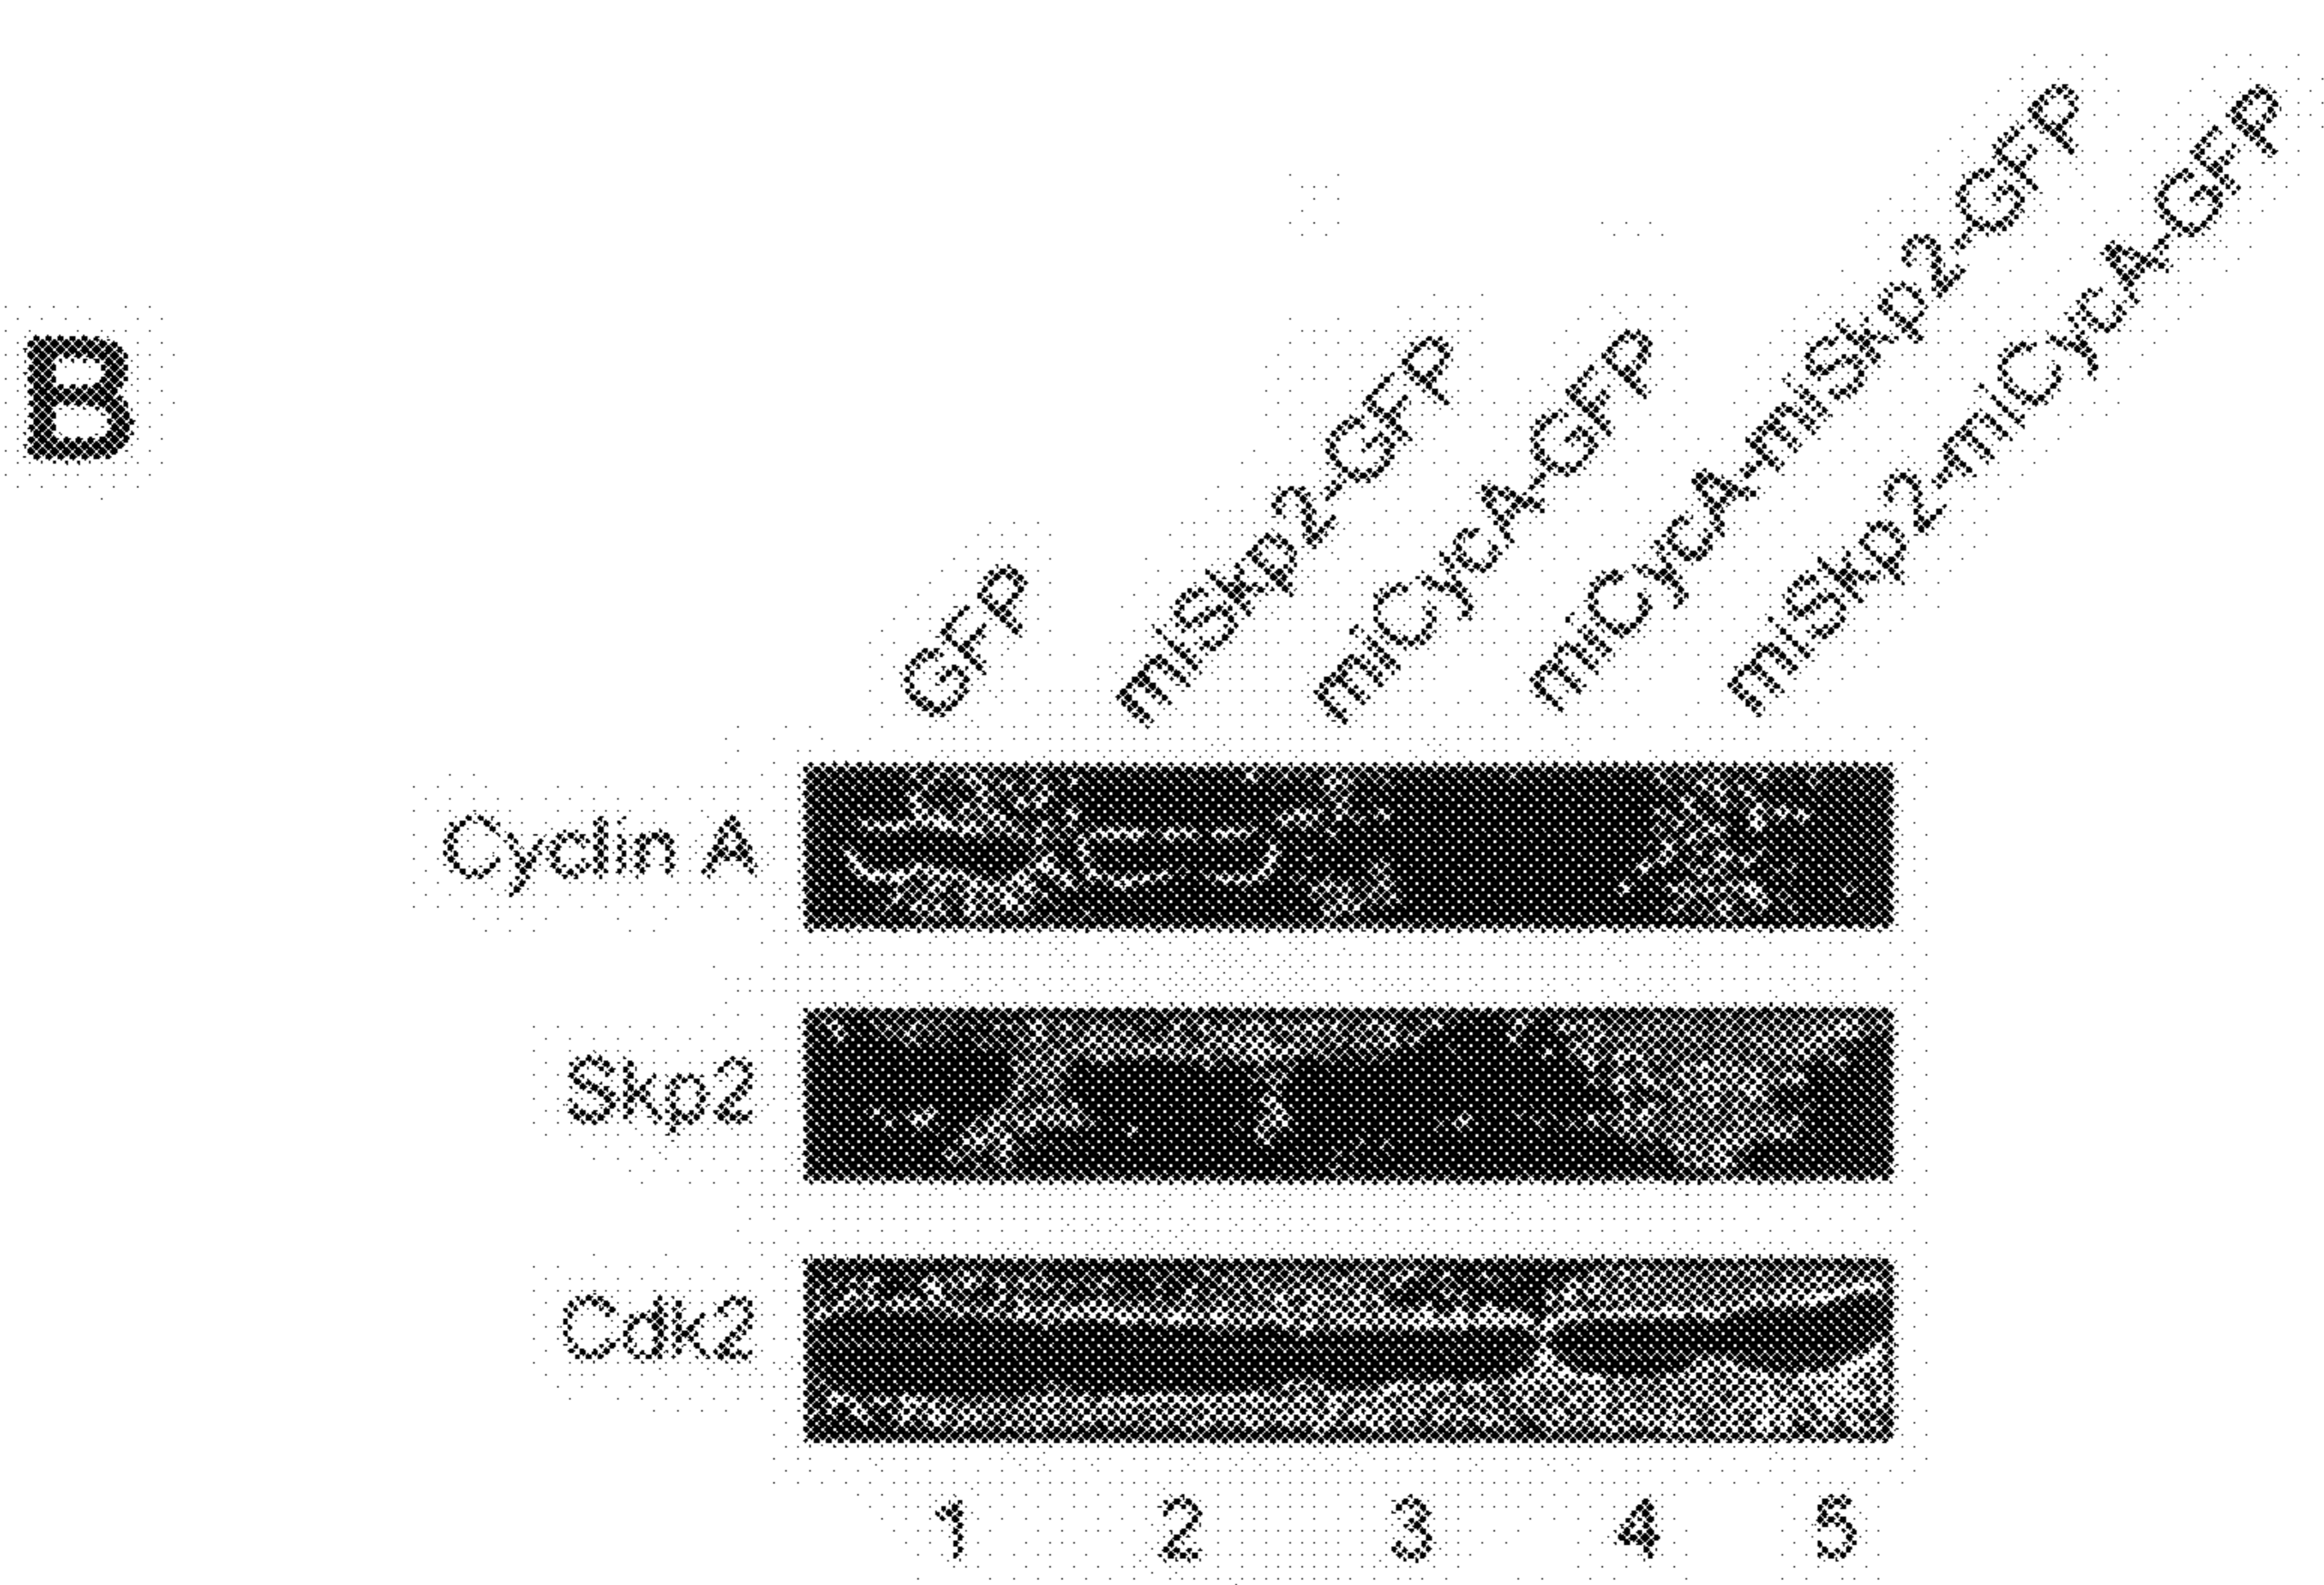 B
GFP
miSkp2-GFP
miCycA-GFP
miCycA-miSkp2-GFP
miSkp2-miCycA-GFP
Cyclin A
Skp2
Cdk2
1 2 3 4 5